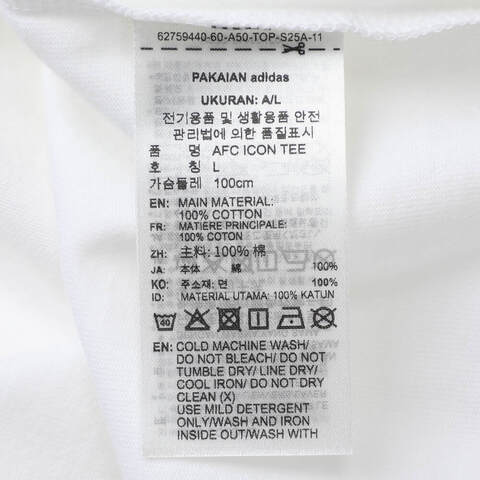 62759440-60-A50-TOP-S25A-11
PAKAIAN adidas
UKURAN: A/L
전기용품 및 생활용품 안전
관리법에 의한 품질표시
품 명 AFC ICON TEE
호 칭 L
가슴둘레 100cm
EN: MAIN MATERIAL:
100% COTTON
FR: MATIERE PRINCIPALE:
100% COTON
ZH: 主料: 100% 棉
JA: 本体 綿 100%
KO: 주소재: 면 100%
ID: MATERIAL UTAMA: 100% KATUN
40
EN: COLD MACHINE WASH/
DO NOT BLEACH/ DO NOT
TUMBLE DRY/ LINE DRY/
COOL IRON/ DO NOT DRY
CLEAN (X)
USE MILD DETERGENT
ONLY/WASH AND IRON
INSIDE OUT/WASH WITH